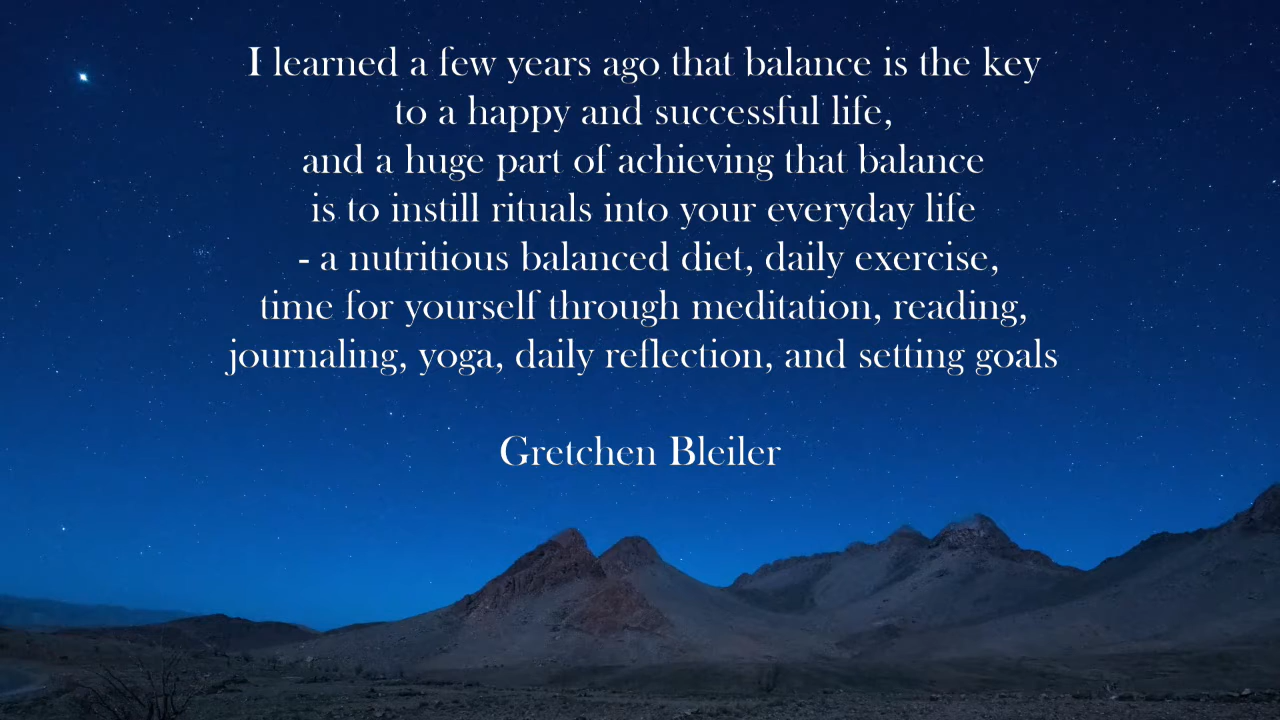 I learned a few years ago that balance is the key
to a happy and successful life,
and a huge part of achieving that balance
is to instill rituals into your everyday life
- a nutritious balanced diet, daily exercise,
time for yourself through meditation, reading,
journaling, yoga, daily reflection, and setting goals
Gretchen Bleiler